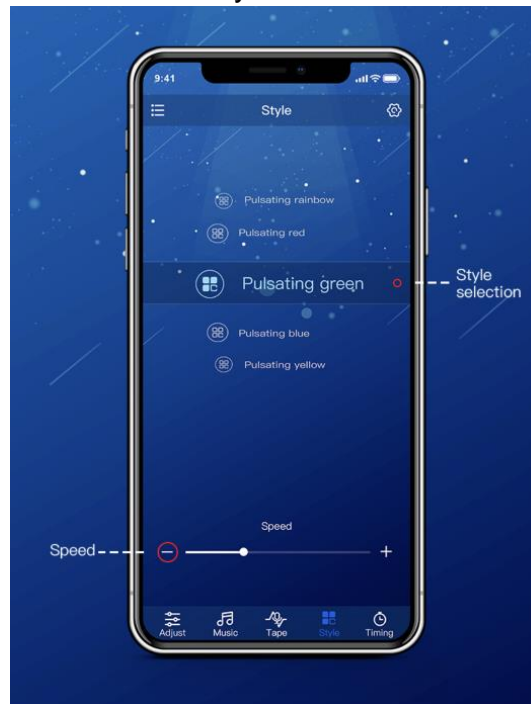 9:41
Style
Pulsating rainbow
Pulsating red
Pulsating green
Style
selection
Pulsating blue
Pulsating yellow
Speed
Speed
Adjust
Music
Tape
Style
Timing